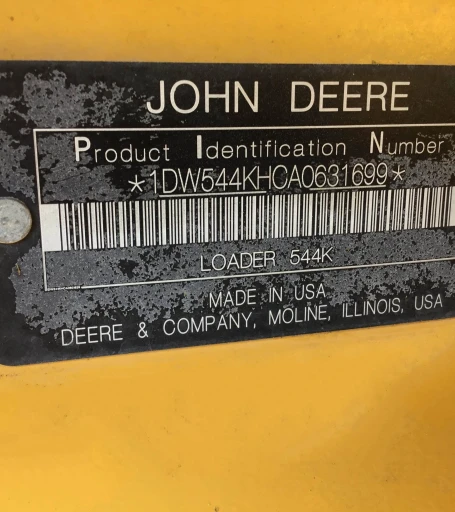 JOHN DEERE
Product Identification Number
*1DW544KHCA0631699*
LOADER 544K
MADE IN USA
DEERE & COMPANY, MOLINE, ILLINOIS, USA